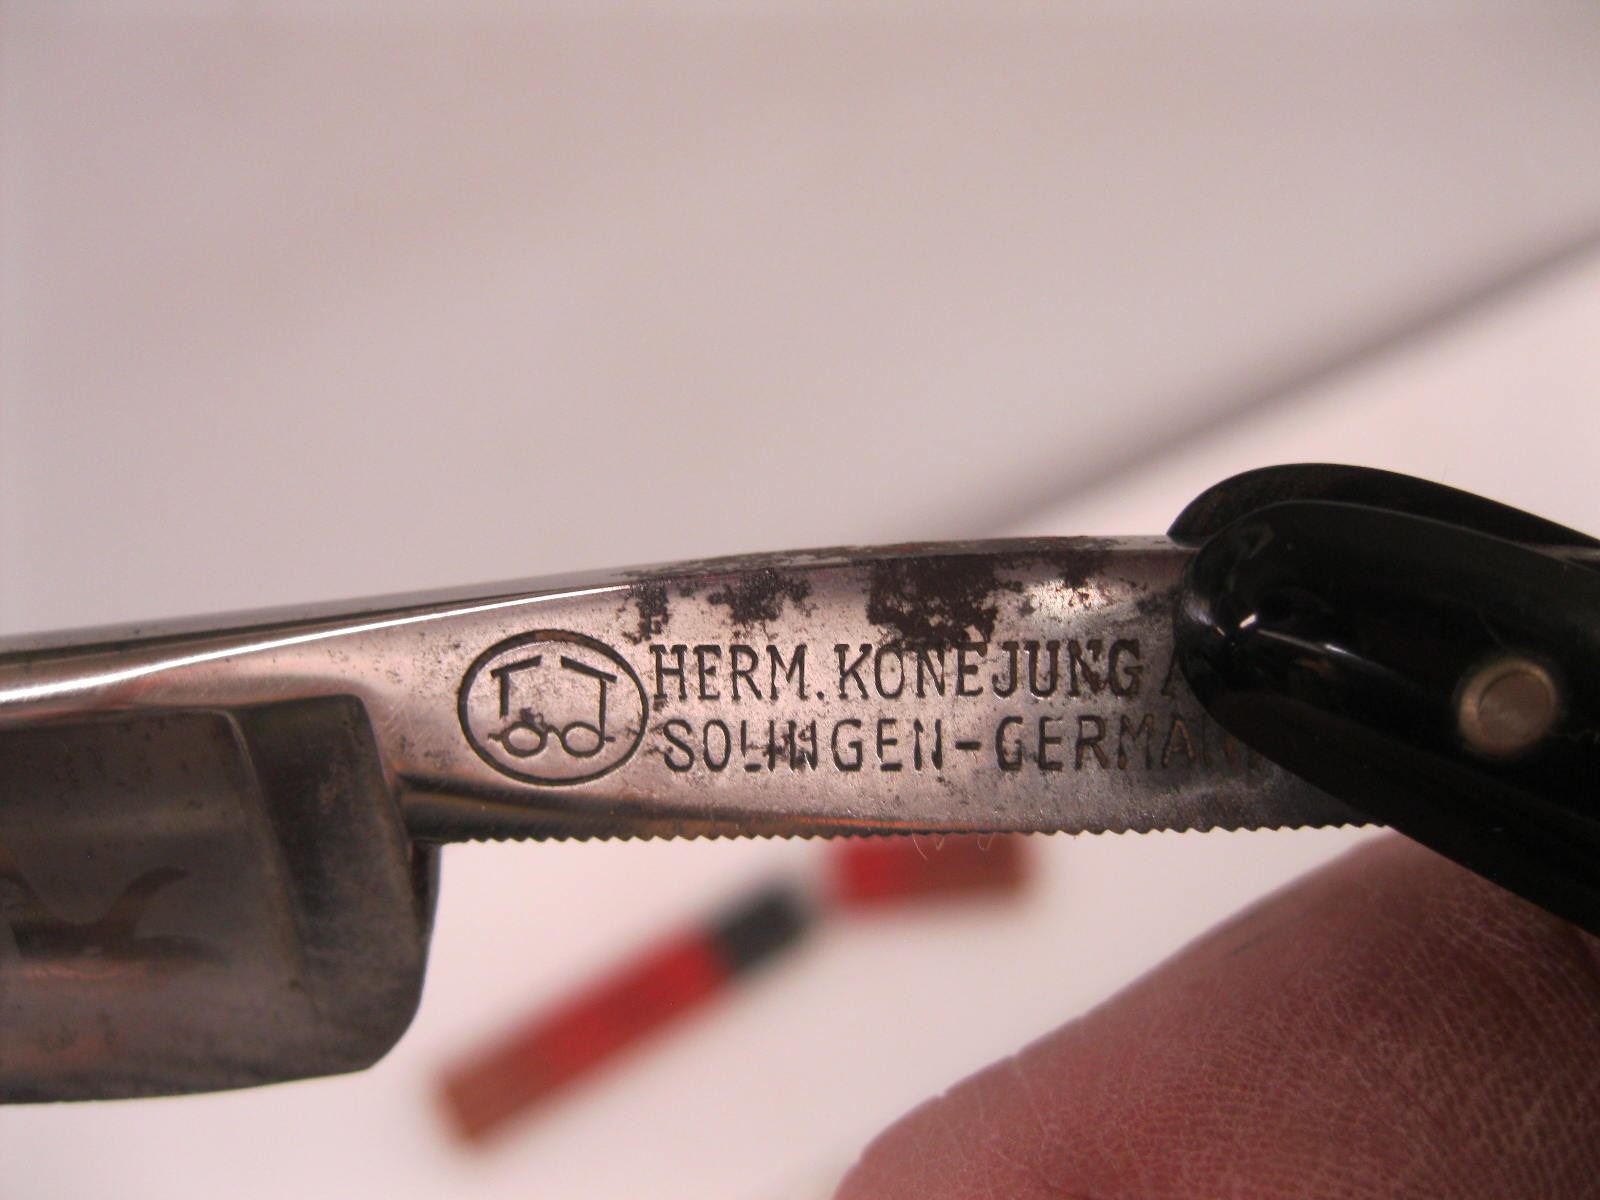 HERM. KONEJUNG A
SOLINGEN-GERMAN